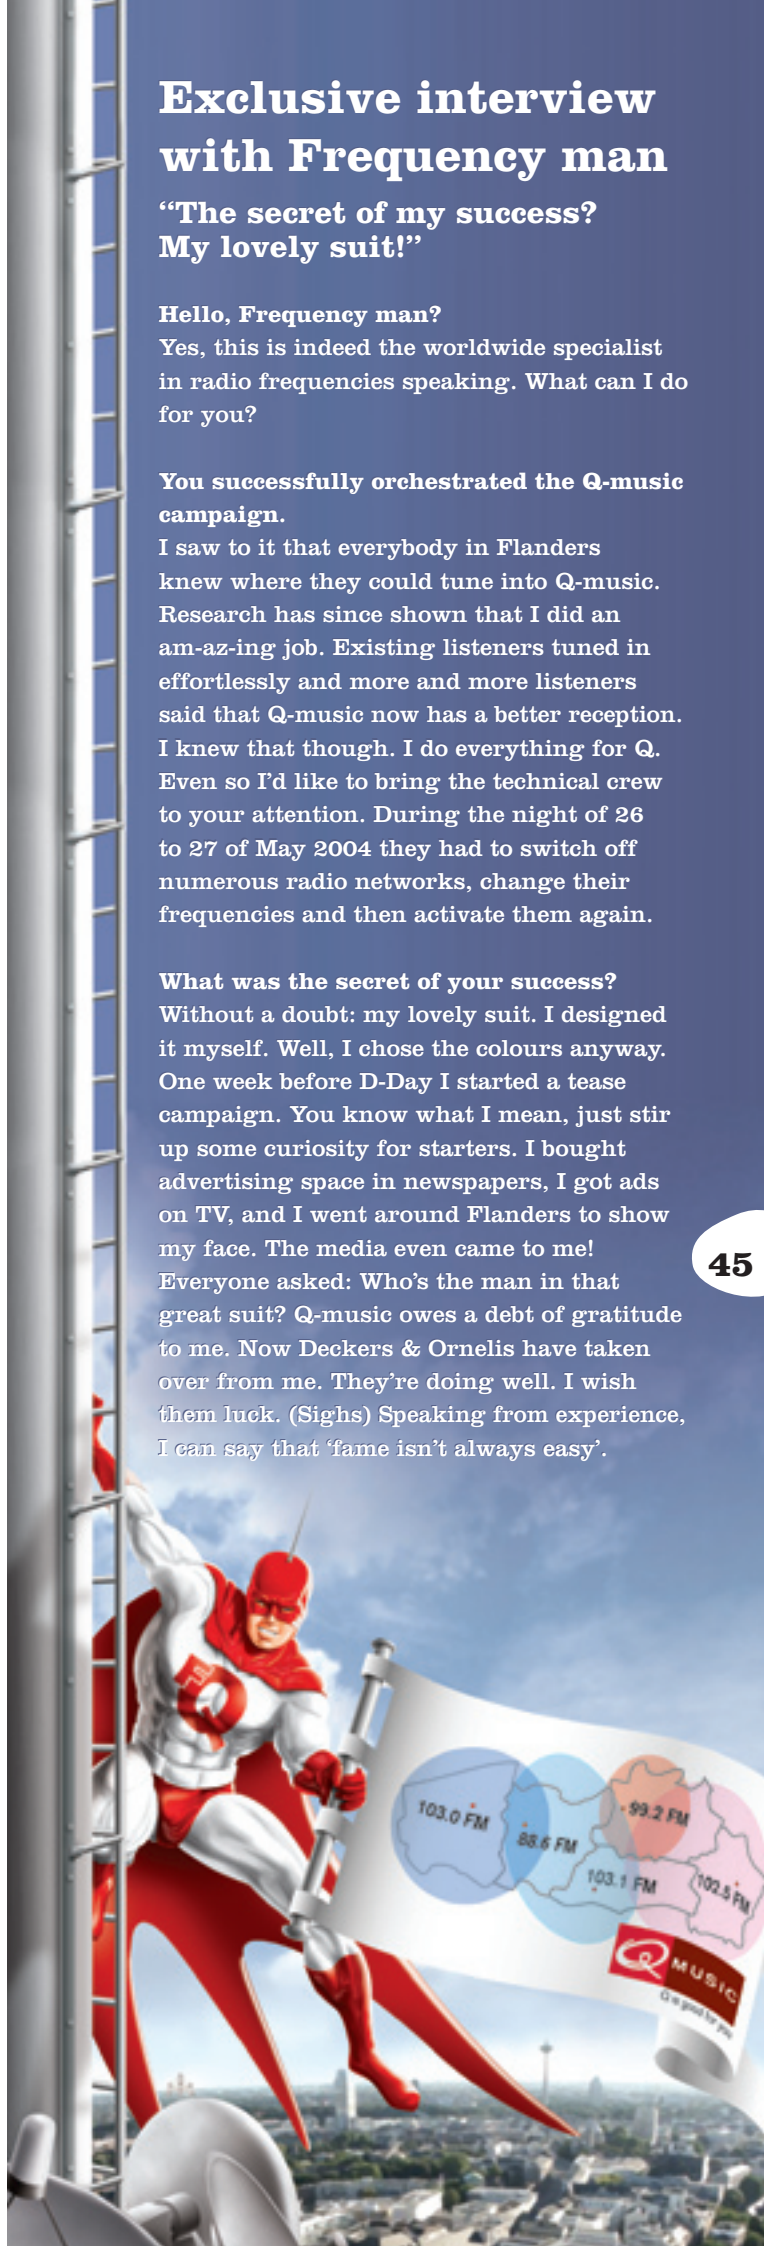 Exclusive interview
with Frequency man
“The secret of my success?
My lovely suit!”
Hello, Frequency man?
Yes, this is indeed the worldwide specialist
in radio frequencies speaking. What can I do
for you?
You successfully orchestrated the Q-music
campaign.
I saw to it that everybody in Flanders
knew where they could tune into Q-music.
Research has since shown that I did an
am-az-ing job. Existing listeners tuned in
effortlessly and more and more listeners
said that Q-music now has a better reception.
I knew that though. I do everything for Q.
Even so I’d like to bring the technical crew
to your attention. During the night of 26
to 27 of May 2004 they had to switch off
numerous radio networks, change their
frequencies and then activate them again.
What was the secret of your success?
Without a doubt: my lovely suit. I designed
it myself. Well, I chose the colours anyway.
One week before D-Day I started a tease
campaign. You know what I mean, just stir
up some curiosity for starters. I bought
advertising space in newspapers, I got ads
on TV, and I went around Flanders to show
my face. The media even came to me!
Everyone asked: Who’s the man in that
great suit? Q-music owes a debt of gratitude
to me. Now Deckers & Ornelis have taken
over from me. They’re doing well. I wish
them luck. (Sighs) Speaking from experience,
I can say that ‘fame isn’t always easy’.
45
FQ
103.0 FM
88.6 FM
99.2 FM
103.1 FM
102.5 FM
Q MUSIC
Q is good for you